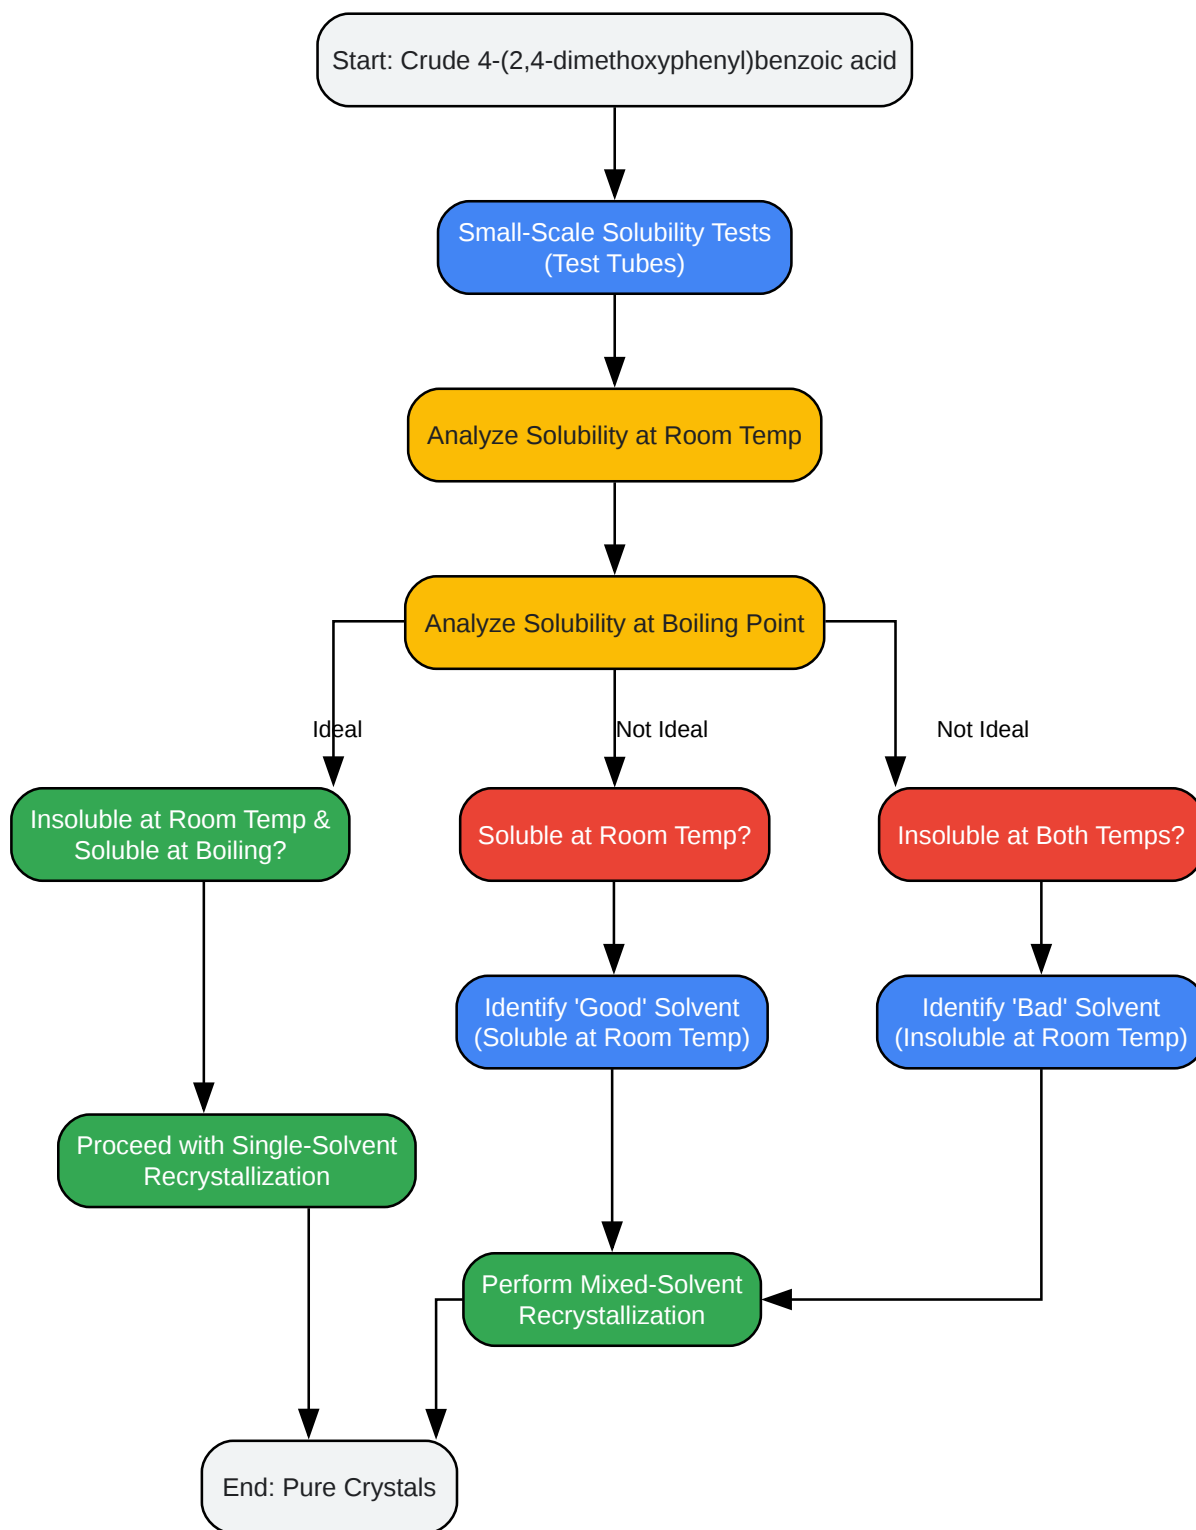 Start: Crude 4-(2,4-dimethoxyphenyl)benzoic acid
Small-Scale Solubility Tests
(Test Tubes)
Analyze Solubility at Room Temp
Analyze Solubility at Boiling Point
Ideal
Not Ideal
Not Ideal
Insoluble at Room Temp &
Soluble at Boiling?
Soluble at Room Temp?
Insoluble at Both Temps?
Identify 'Good' Solvent
(Soluble at Room Temp)
Identify 'Bad' Solvent
(Insoluble at Room Temp)
Proceed with Single-Solvent
Recrystallization
Perform Mixed-Solvent
Recrystallization
End: Pure Crystals